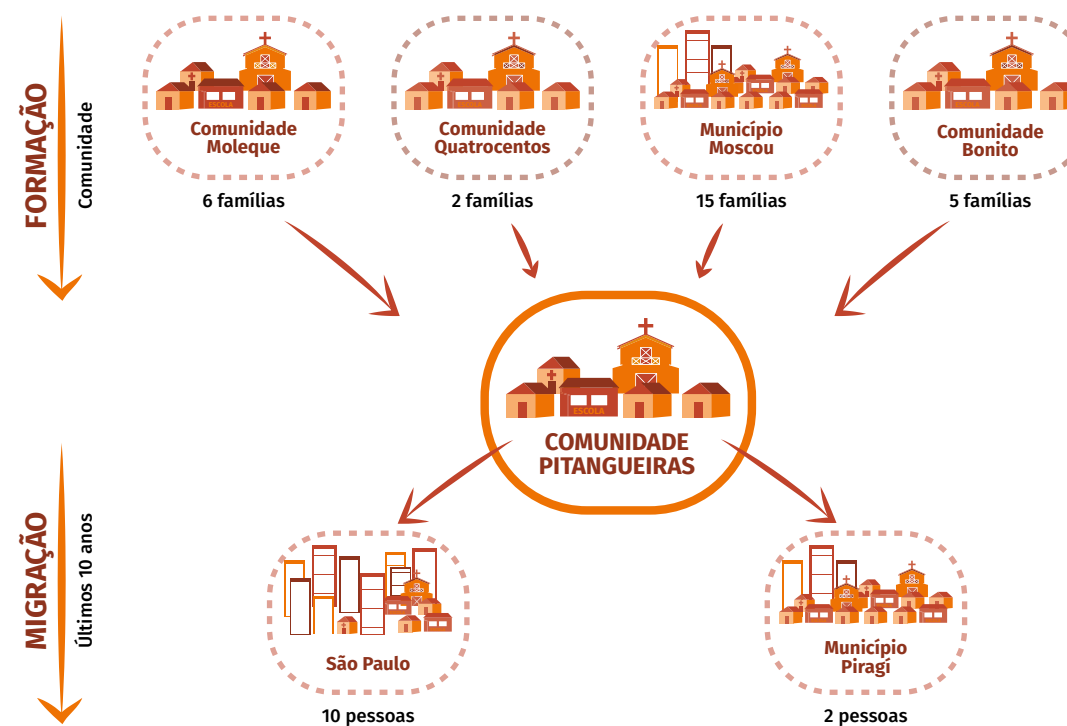 FORMAÇÃO
Comunidade
ESCOLA
Comunidade
Moleque
6 famílias
Comunidade
Quatrocentos
2 famílias
Município
Moscou
15 famílias
Comunidade
Bonito
5 famílias
ESCOLA
COMUNIDADE
PITANGUEIRAS
MIGRAÇÃO
Últimos 10 anos
São Paulo
10 pessoas
Município
Piragí
2 pessoas